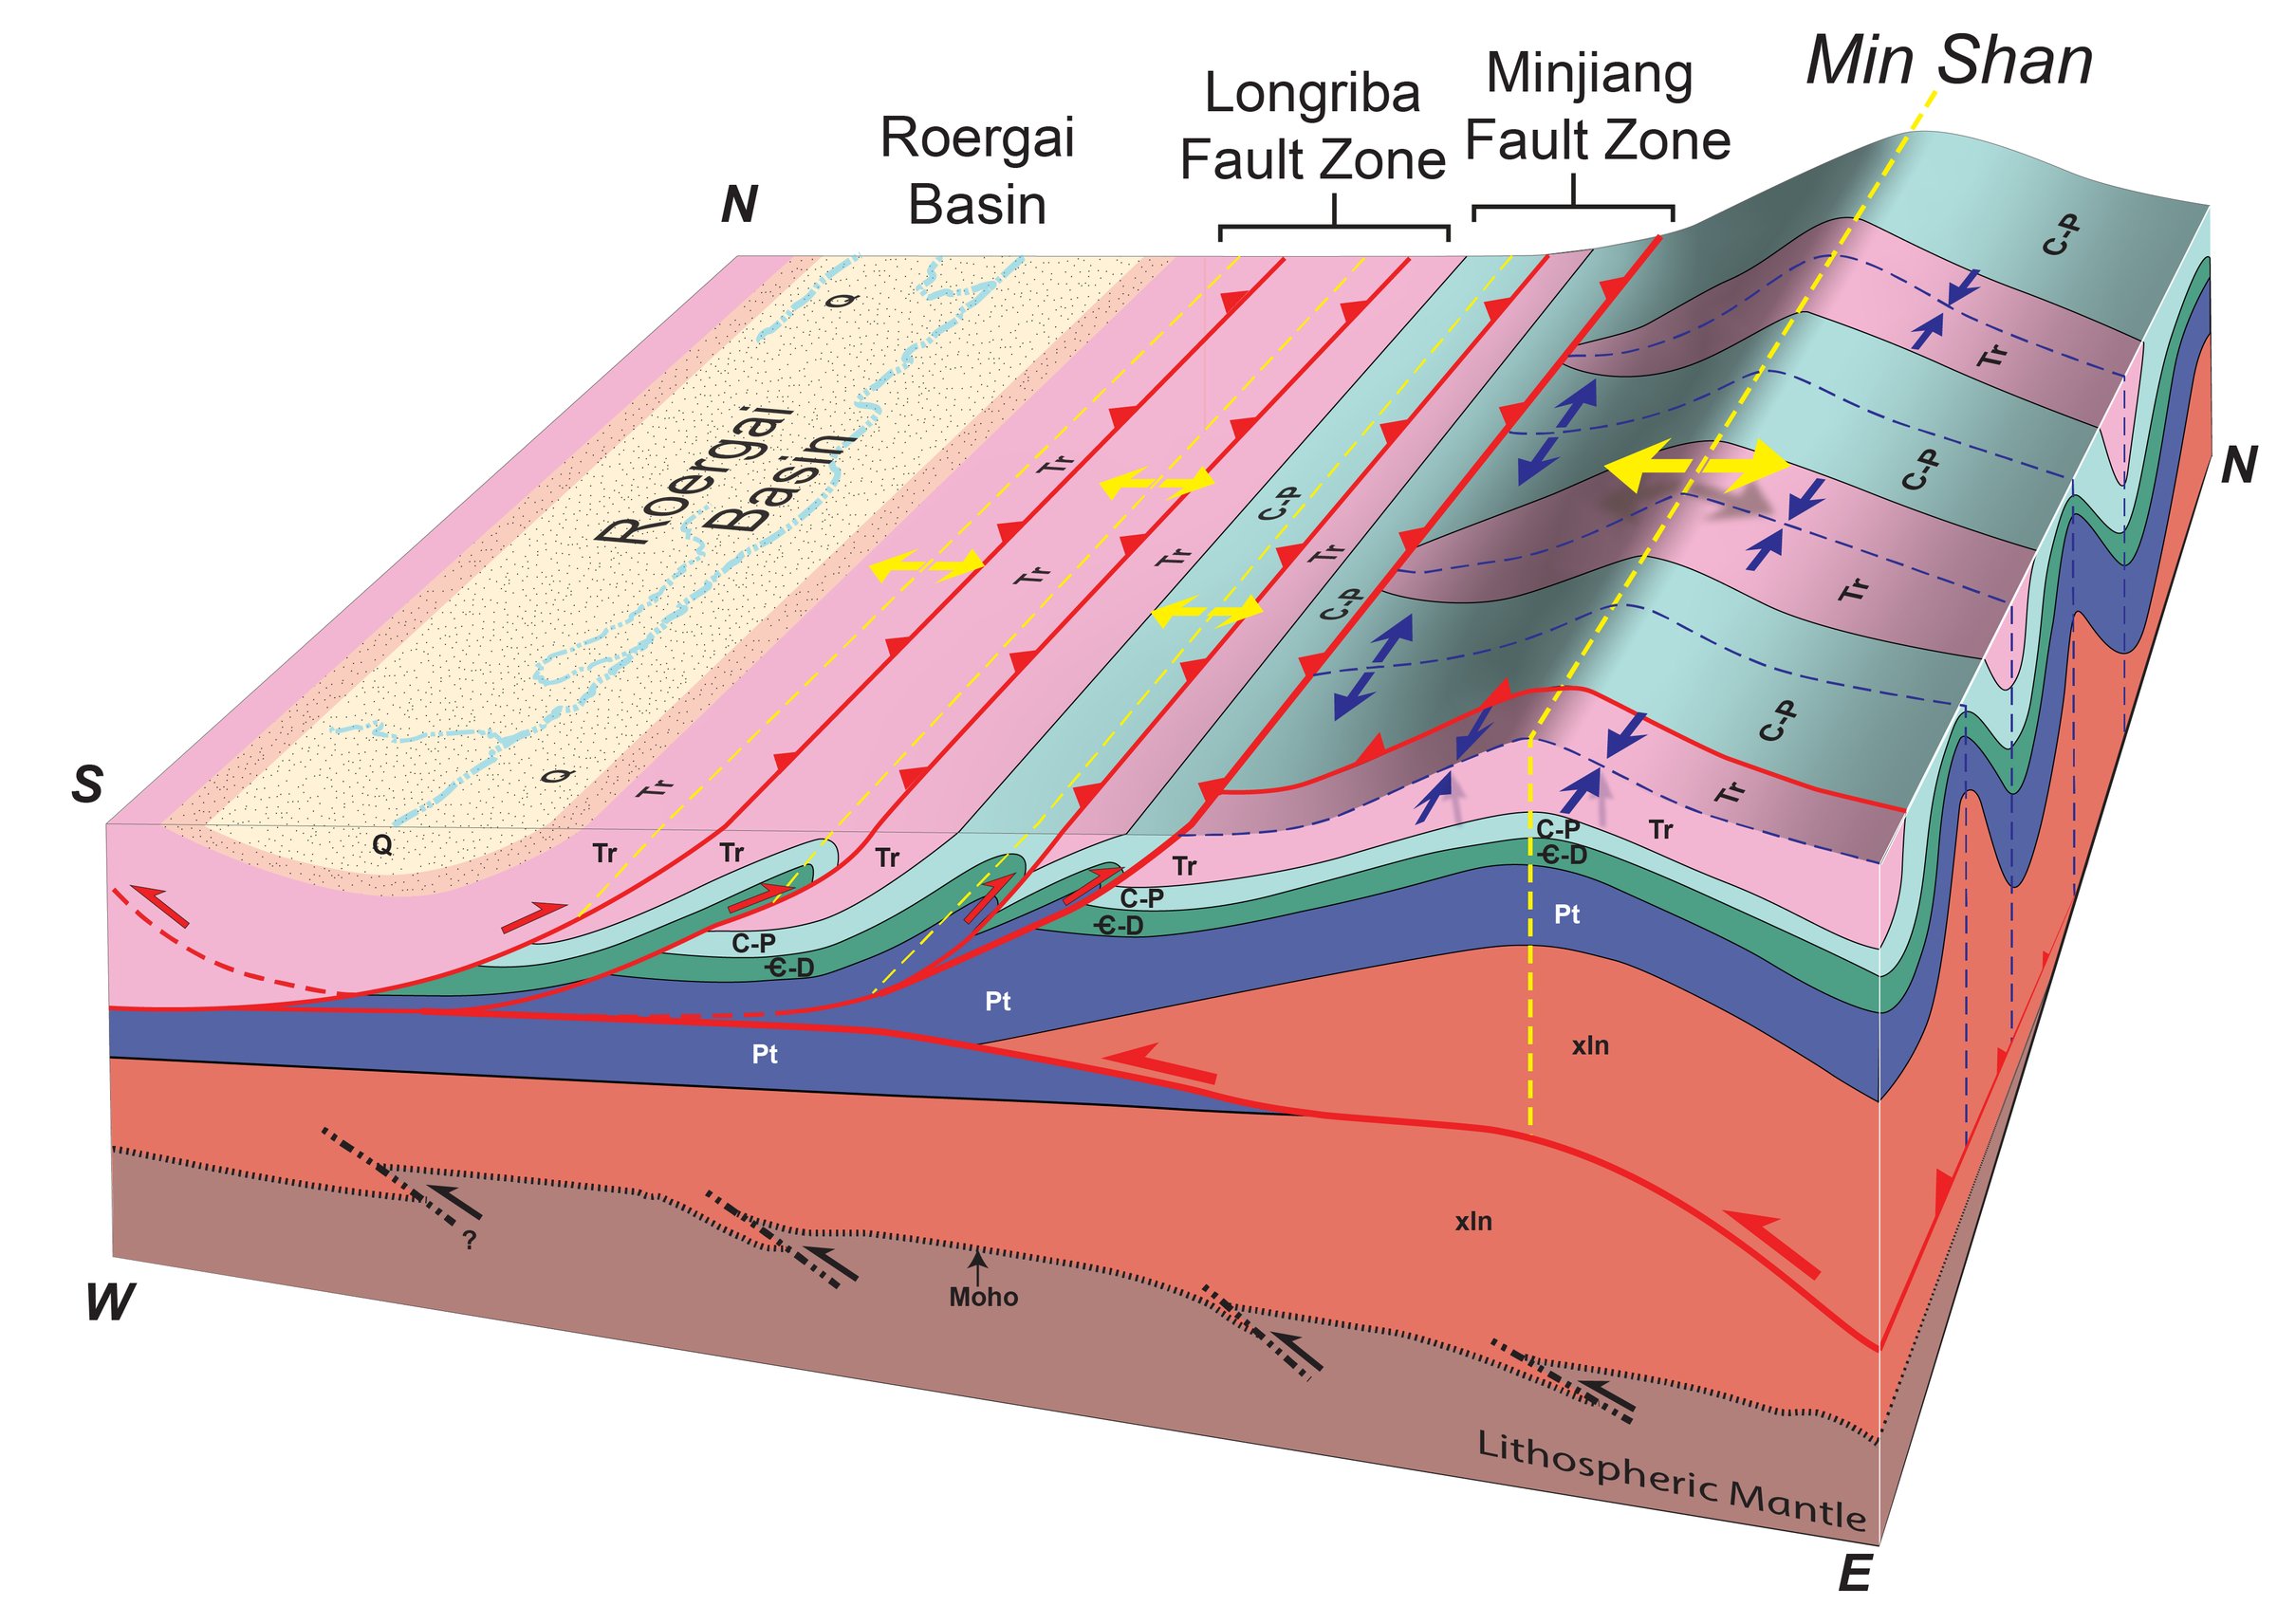 Min Shan
Minjiang
Fault Zone
Longriba
Fault Zone
Roergai
Basin
N
C-P
Q
Tr
N
Roergai
Basin
Tr
C-P
C-P
Tr
Tr
Tr
C-P
Tr
C-P
S
Q
Tr
Tr
Q
Tr
Tr
Tr
Tr
C-P
Tr
Є-D
C-P
Pt
Є-D
C-P
Є-D
Pt
Pt
xln
xln
?
Moho
W
Lithospheric Mantle
E